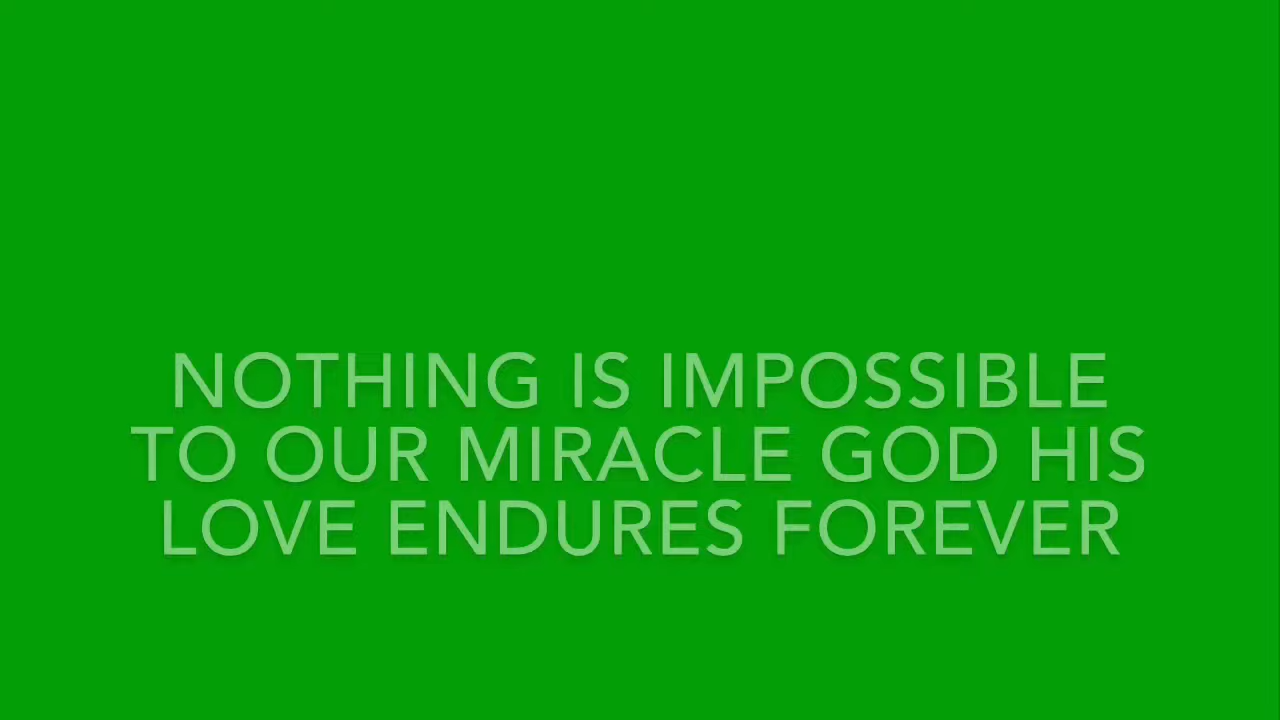 NOTHING IS IMPOSSIBLE
TO OUR MIRACLE GOD HIS
LOVE ENDURES FOREVER